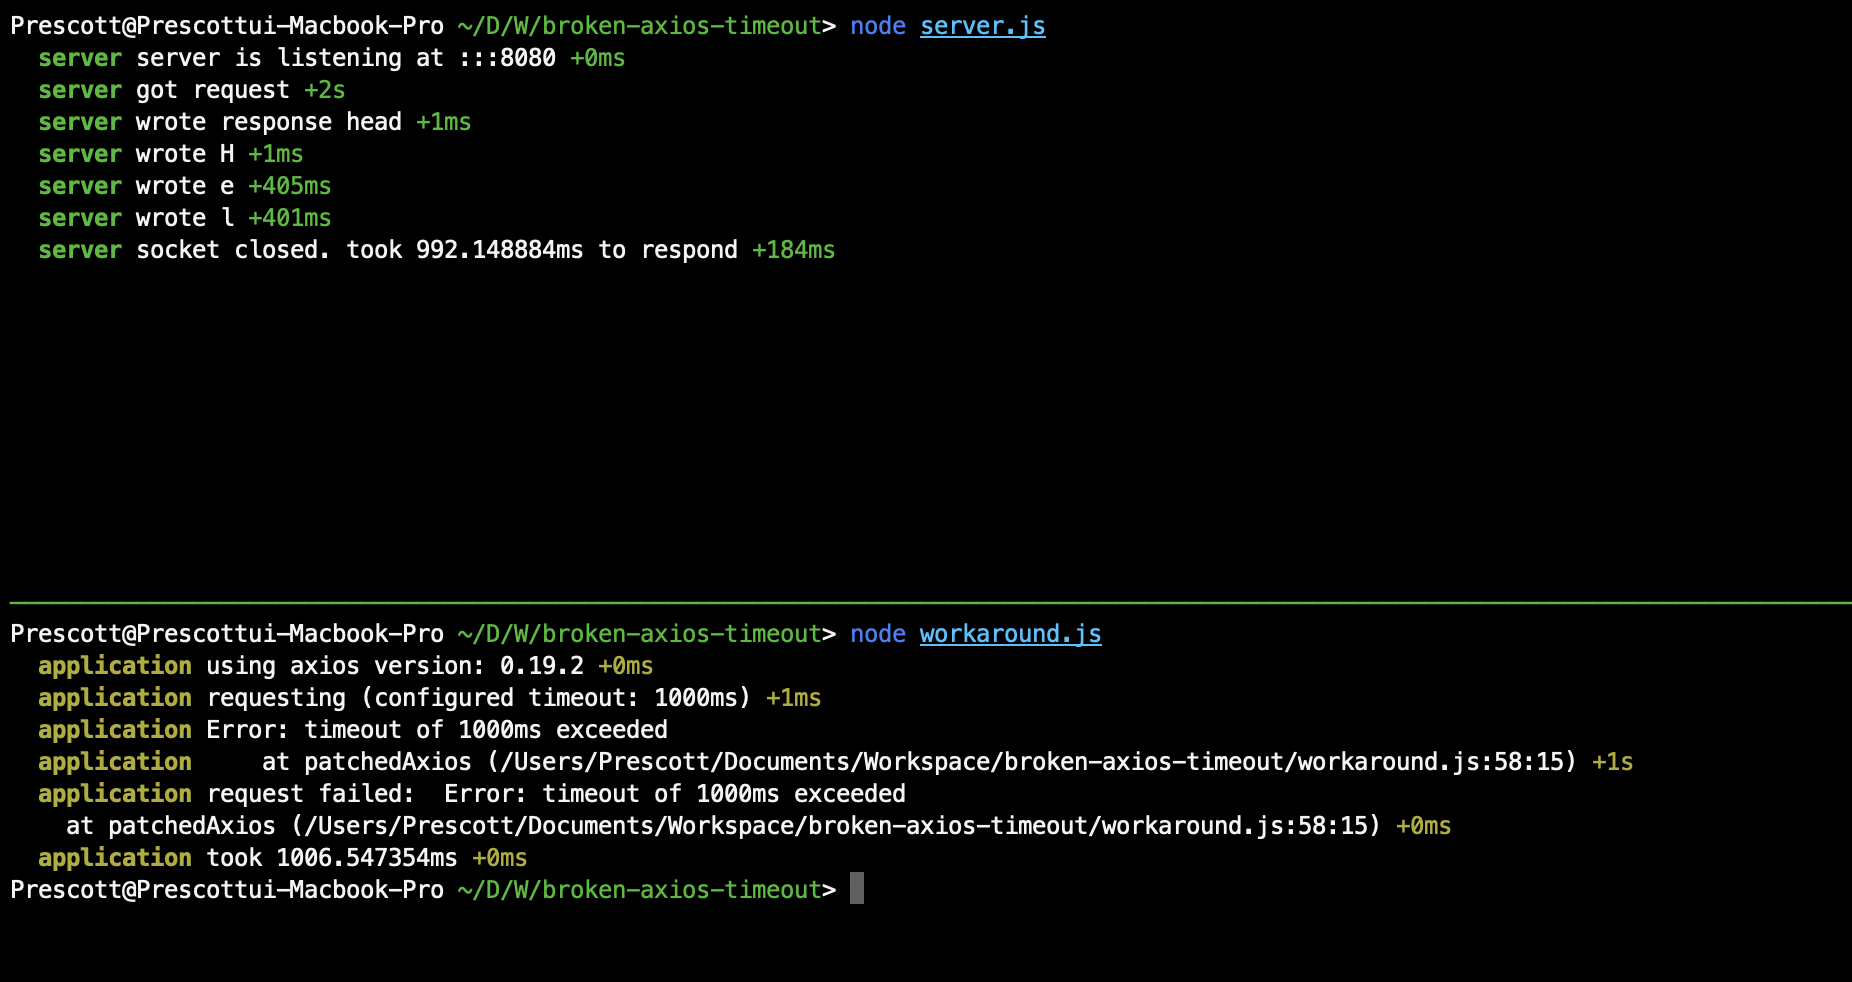 Prescott@Prescottui-Macbook-Pro ~/D/W/broken-axios-timeout> node server.js
server server is listening at :::8080 +0ms
server got request +2s
server wrote response head +1ms
server wrote H +1ms
server wrote e +405ms
server wrote l +401ms
server socket closed. took 992.148884ms to respond +184ms
Prescott@Prescottui-Macbook-Pro ~/D/W/broken-axios-timeout> node workaround.js
application using axios version: 0.19.2 +0ms
application requesting (configured timeout: 1000ms) +1ms
application Error: timeout of 1000ms exceeded
application     at patchedAxios (/Users/Prescott/Documents/Workspace/broken-axios-timeout/workaround.js:58:15) +1s
application request failed:  Error: timeout of 1000ms exceeded
at patchedAxios (/Users/Prescott/Documents/Workspace/broken-axios-timeout/workaround.js:58:15) +0ms
application took 1006.547354ms +0ms
Prescott@Prescottui-Macbook-Pro ~/D/W/broken-axios-timeout>